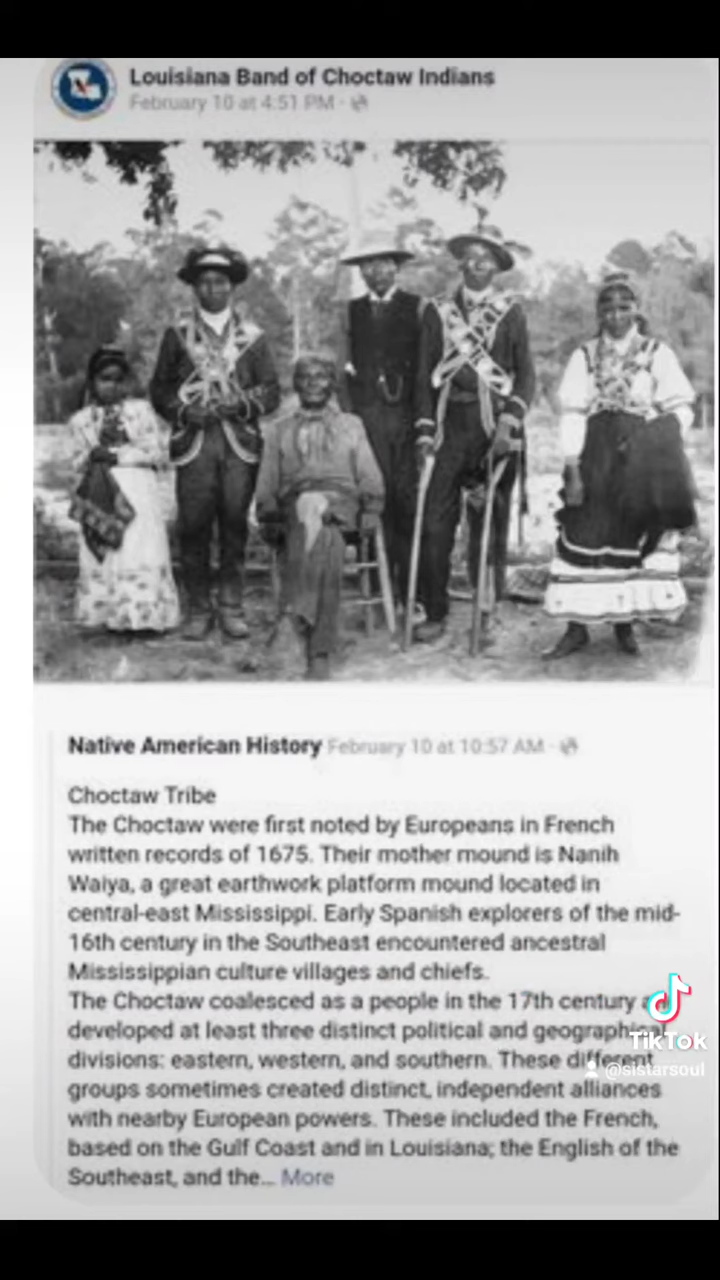 Louisiana Band of Choctaw Indians
February 10 at 4:51 PM ·
Native American History February 10 at 10:57 AM ·
Choctaw Tribe
The Choctaw were first noted by Europeans in French
written records of 1675. Their mother mound is Nanih
Waiya, a great earthwork platform mound located in
central-east Mississippi. Early Spanish explorers of the mid-
16th century in the Southeast encountered ancestral
Mississippian culture villages and chiefs.
The Choctaw coalesced as a people in the 17th century
developed at least three distinct political and geographical
divisions: eastern, western, and southern. These different
groups sometimes created distinct, independent alliances
with nearby European powers. These included the French,
based on the Gulf Coast and in Louisiana; the English of the
Southeast, and the... More
TikTok
@sistarsoul